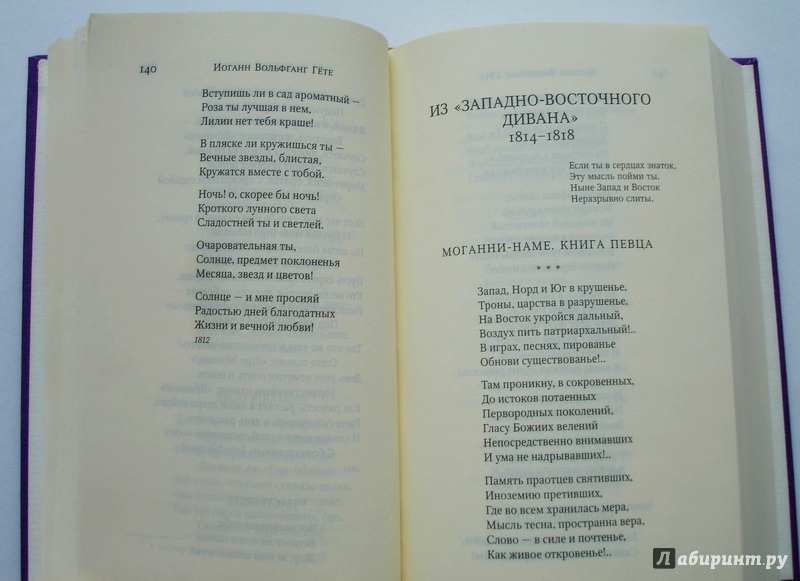 140
Иоганн Вольфганг Гёте
Вступишь ли в сад ароматный —
Роза ты лучшая в нем,
Лилии нет тебя краше!
В пляске ли кружишься ты —
Вечные звезды, блистая,
Кружатся вместе с тобой.
Ночь! о, скорее бы ночь!
Кроткого лунного света
Сладостней ты и светлей.
Очаровательная ты,
Солнце, предмет поклоненья
Месяца, звезд и цветов!
Солнце — и мне просияй
Радостью дней благодатных
Жизни и вечной любви!
1812
ИЗ «ЗАПАДНО-ВОСТОЧНОГО
ДИВАНА»
1814–1818
Если ты в сердцах знаток,
Эту мысль пойми ты.
Ныне Запад и Восток
Неразрывно слиты.
МОГАННИ-НАМЕ. КНИГА ПЕВЦА
* * *
Запад, Норд и Юг в крушенье,
Троны, царства в разрушенье,
На Восток укройся дальный,
Воздух пить патриархальный!..
В играх, песнях, пированье
Обнови существованье!..
Там проникну, в сокровенных,
До истоков потаенных
Первородных поколений,
Гласу Божиих велений
Непосредственно внимавших
И ума не надрывавших!..
Память праотцев святивших,
Иноземию претивших,
Где во всем хранилась мера,
Мысль тесна, пространна вера,
Слово — в силе и почтенье,
Как живое откровенье!..
Лабиринт.ру